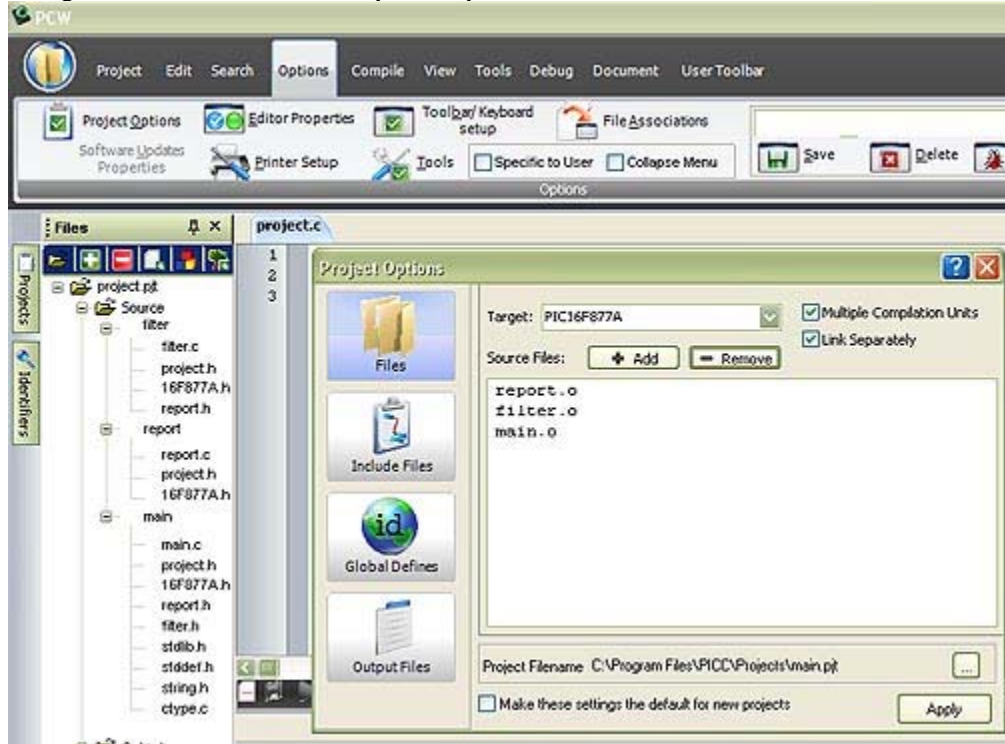 PCW
Project Edit Search Options Compile View Tools Debug Document User Toolbar
Project Options
Editor Properties
Toolbar/ Keyboard setup
File Associations
Software Updates Properties
Printer Setup
Tools
Specific to User
Collapse Menu
Save
Delete
Options
Files
project.c
Projects
Identifiers
project.pjt
Source
filter
filter.c
project.h
16F877A.h
report.h
report
report.c
project.h
16F877A.h
main
main.c
project.h
16F877A.h
report.h
filter.h
stdlib.h
stddef.h
string.h
ctype.c
1
2
3
Project Options
Files
Include Files
Global Defines
Output Files
id
Target: PIC16F877A
Multiple Compilation Units
Link Separately
Source Files: Add Remove
report.o
filter.o
main.o
Project Filename C:\Program Files\PICC\Projects\main.pjt
...
Make these settings the default for new projects
Apply